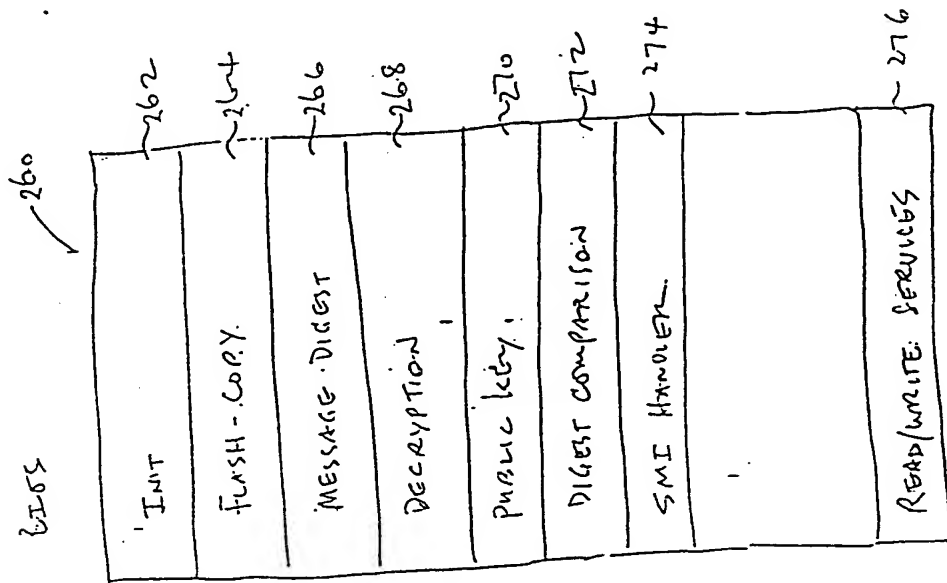 BIOS
260
INIT 262
FLASH-COPY 264
MESSAGE DIGEST 266
DECRYPTION 268
PUBLIC KEY 270
DIGEST COMPARISON 272
SMI HANDLER 274
READ/WRITE SERVICES 276